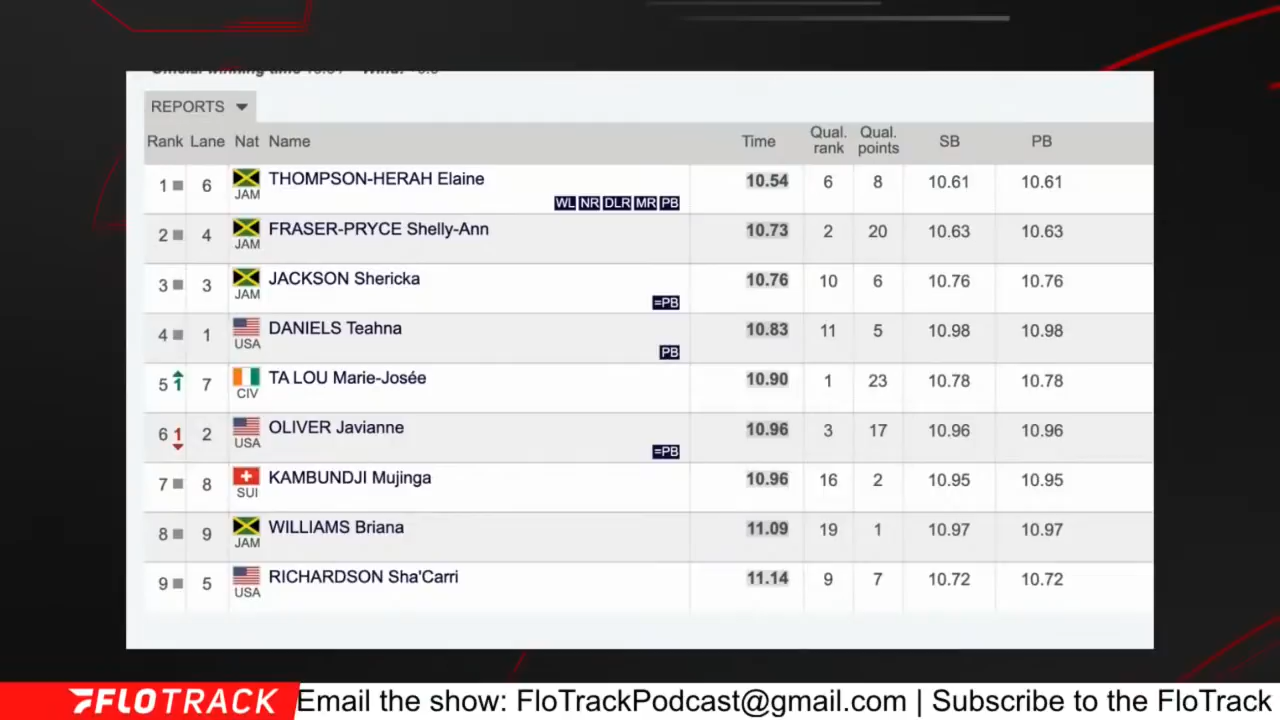 REPORTS
Rank Lane Nat Name Time Qual. rank Qual. points SB PB
1 6 JAM THOMPSON-HERAH Elaine WL NR DLR MR PB 10.54 6 8 10.61 10.61
2 4 JAM FRASER-PRYCE Shelly-Ann 10.73 2 20 10.63 10.63
3 3 JAM JACKSON Shericka =PB 10.76 10 6 10.76 10.76
4 1 USA DANIELS Teahna PB 10.83 11 5 10.98 10.98
5 1 7 CIV TA LOU Marie-Josée 10.90 1 23 10.78 10.78
6 1 2 USA OLIVER Javianne =PB 10.96 3 17 10.96 10.96
7 8 SUI KAMBUNDJI Mujinga 10.96 16 2 10.95 10.95
8 9 JAM WILLIAMS Briana 11.09 19 1 10.97 10.97
9 5 USA RICHARDSON Sha'Carri 11.14 9 7 10.72 10.72
FLOTRACK Email the show: FloTrackPodcast@gmail.com | Subscribe to the FloTrack